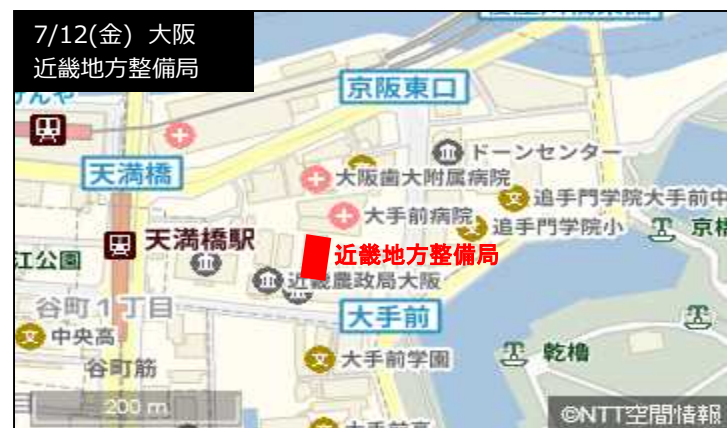 7/12(金) 大阪
近畿地方整備局
京阪東口
天満橋
ドーンセンター
大阪歯大附属病院
追手門学院大手前中
大手前病院
追手門学院小
京橋
天満橋駅
近畿地方整備局
江公園
近畿農政局大阪
谷町1丁目
大手前
中央高
大手前学園
乾櫓
谷町筋
200 m
©NTT空間情報